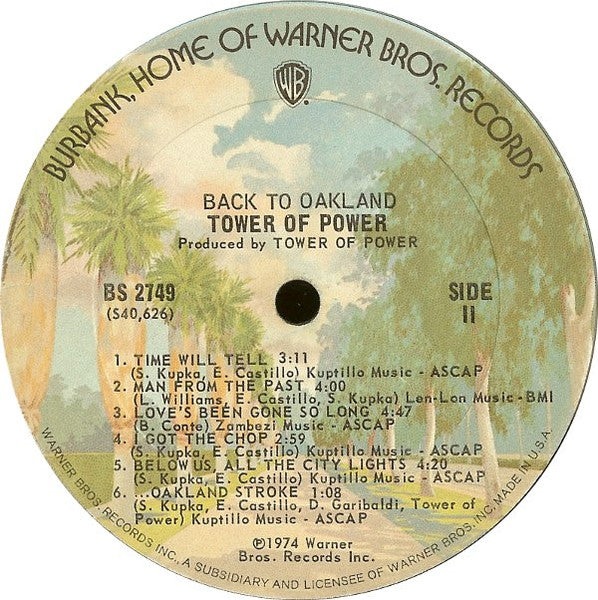 BURBANK, HOME OF WARNER BROS. RECORDS
WB
BACK TO OAKLAND
TOWER OF POWER
Produced by TOWER OF POWER
BS 2749
(S40,626)
SIDE
II
1. TIME WILL TELL 3:11
(S. Kupka, E. Castillo) Kuptillo Music - ASCAP
2. MAN FROM THE PAST 4:00
(L. Williams, E. Castillo, S. Kupka) Len-Lon Music - BMI
3. LOVE'S BEEN GONE SO LONG 4:47
(B. Conte) Zambezi Music - ASCAP
4. I GOT THE CHOP 2:59
(S. Kupka, E. Castillo) Kuptillo Music - ASCAP
5. BELOW US, ALL THE CITY LIGHTS 4:20
(S. Kupka, E. Castillo) Kuptillo Music - ASCAP
6. ...OAKLAND STROKE 1:08
(S. Kupka, E. Castillo, D. Garibaldi, Tower of
Power) Kuptillo Music - ASCAP
℗1974 Warner
Bros. Records Inc.
WARNER BROS. RECORDS INC., A SUBSIDIARY AND LICENSEE OF WARNER BROS. INC. MADE IN U.S.A.